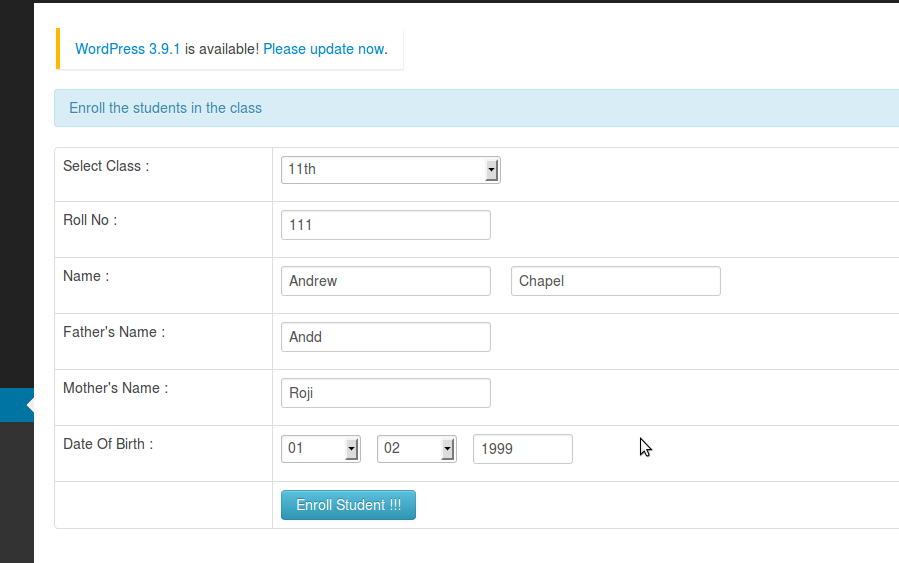 WordPress 3.9.1 is available! Please update now.
Enroll the students in the class
Select Class : 11th
Roll No : 111
Name : Andrew Chapel
Father's Name : Andd
Mother's Name : Roji
Date Of Birth : 01 02 1999
Enroll Student !!!